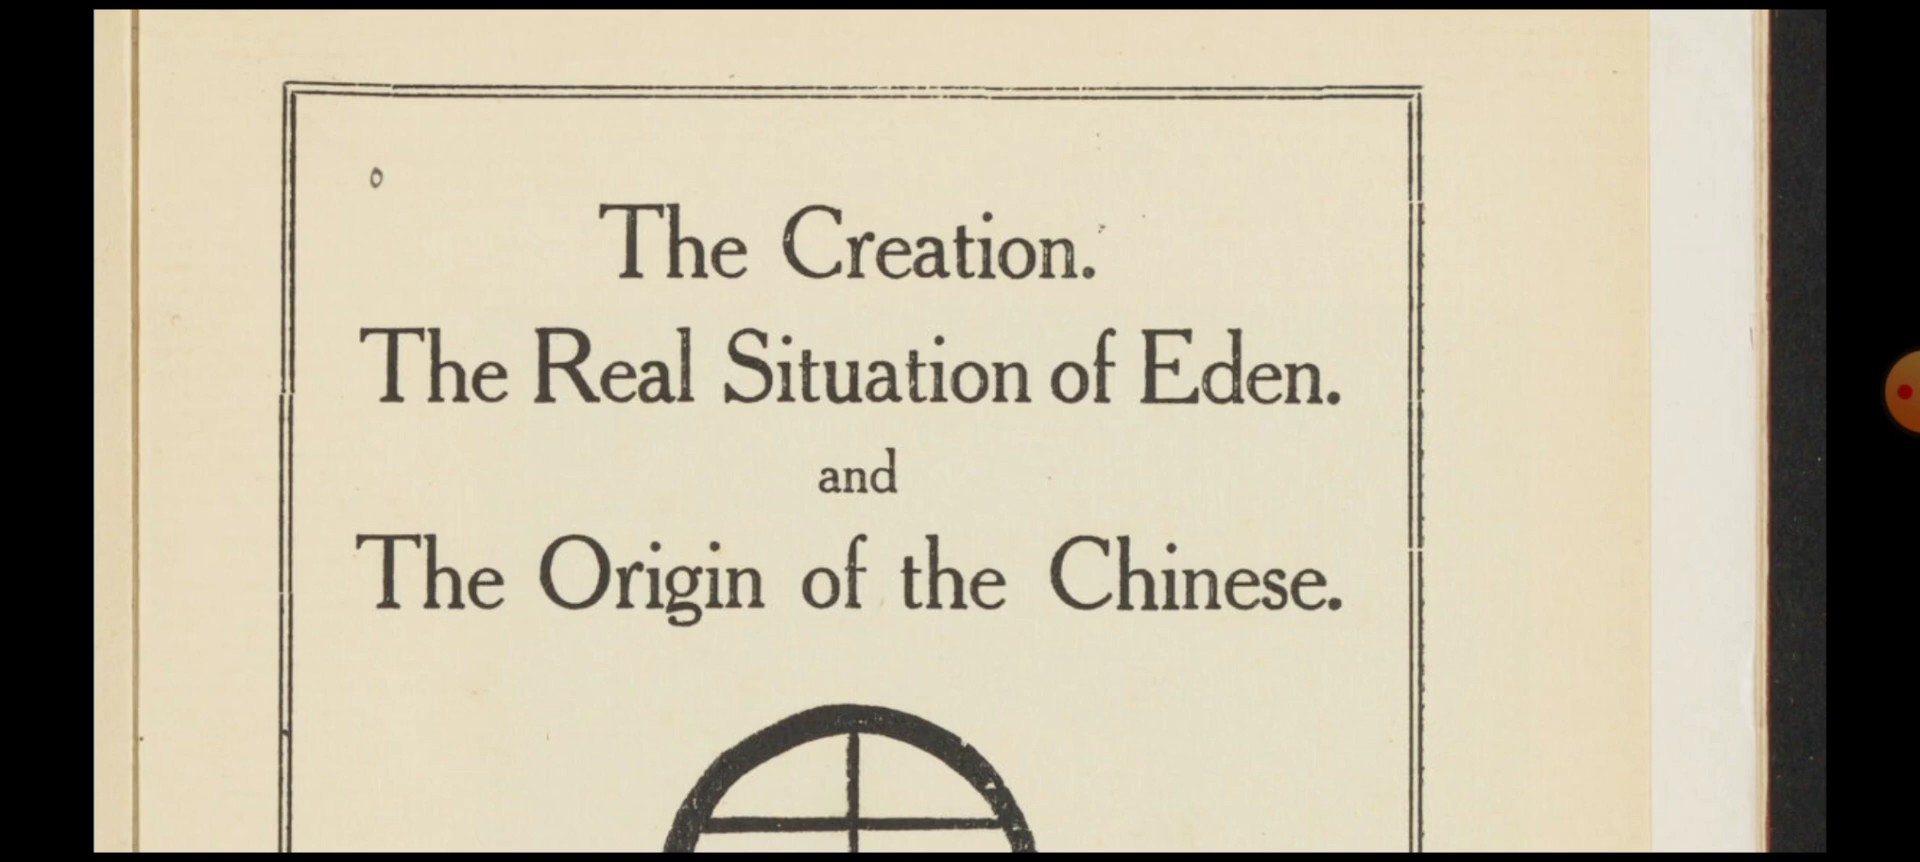 The Creation.
The Real Situation of Eden.
and
The Origin of the Chinese.